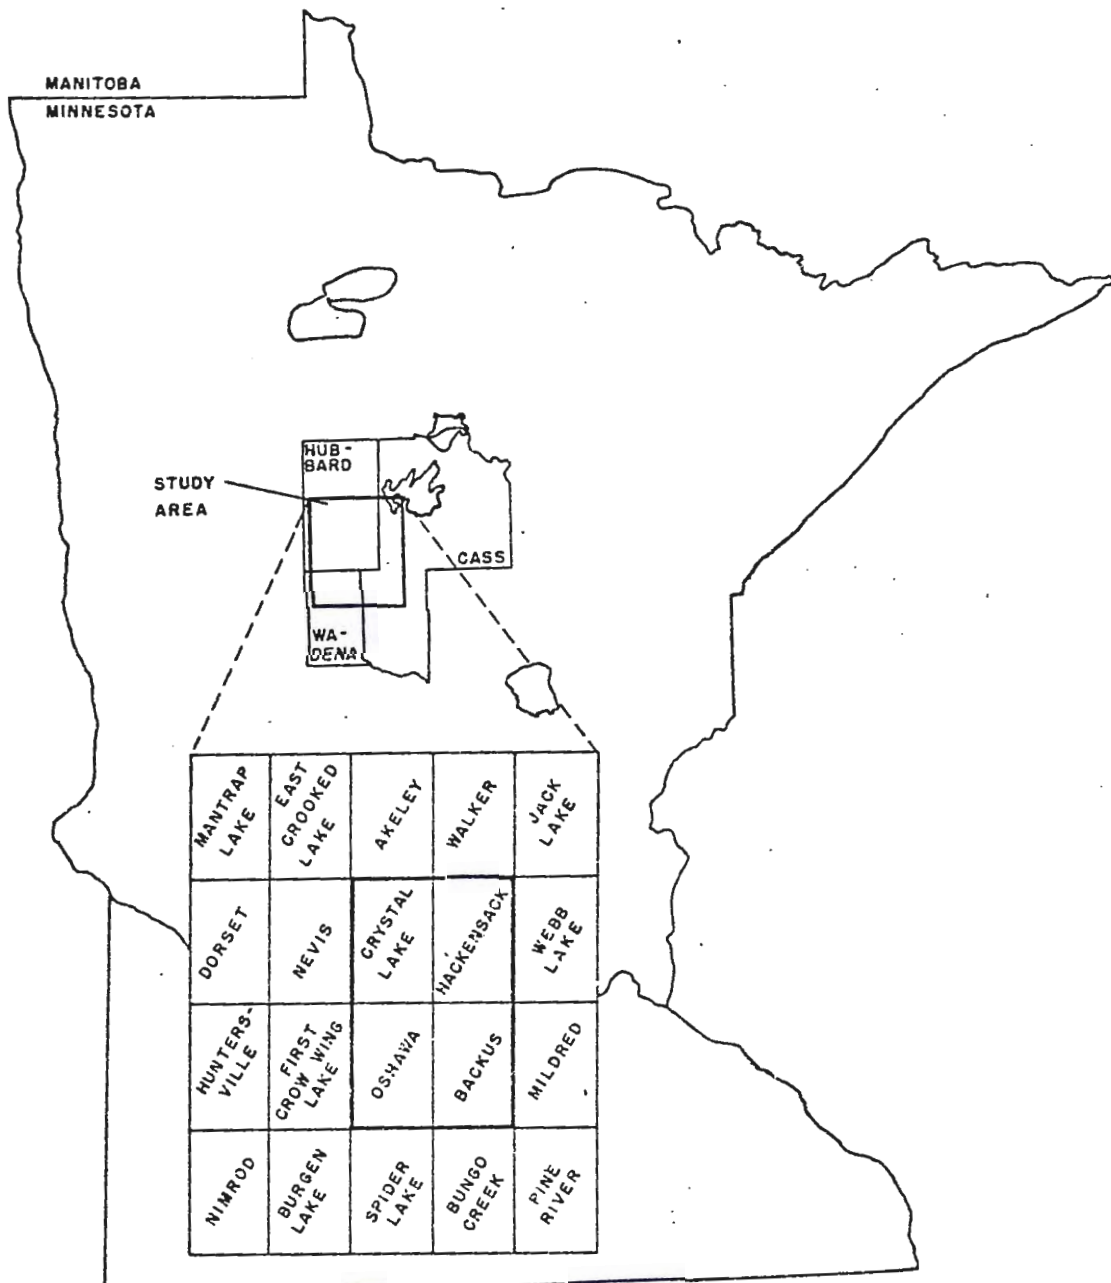 MANITOBA
MINNESOTA
HUB-
BARD
STUDY
AREA
CASS
WA-
DENA
MANTRAP
LAKE
EAST
CROOKED
LAKE
AKELEY
WALKER
JACK
LAKE
DORSET
NEVIS
CRYSTAL
LAKE
HACKENSACK
WEBB
LAKE
HUNTERS-
VILLE
FIRST
CROW WING
LAKE
OSHAWA
BACKUS
MILDRED
NIMROD
BURGEN
LAKE
SPIDER
LAKE
BUNGO
CREEK
PINE
RIVER